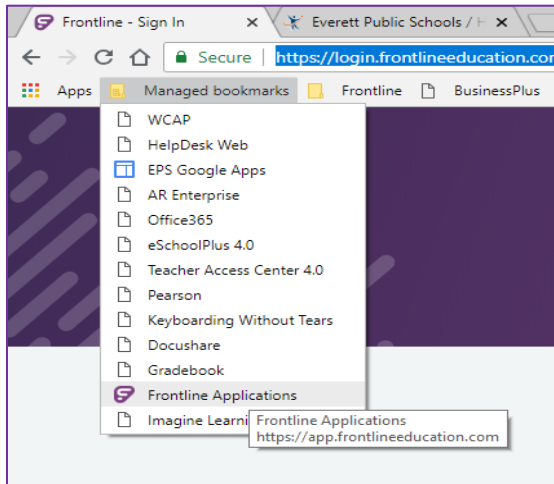 Frontline - Sign In
Everett Public Schools / H
Secure
https://login.frontlineeducation.com
Apps
Managed bookmarks
Frontline
BusinessPlus
WCAP
HelpDesk Web
EPS Google Apps
AR Enterprise
Office365
eSchoolPlus 4.0
Teacher Access Center 4.0
Pearson
Keyboarding Without Tears
Docushare
Gradebook
Frontline Applications
Imagine Learni
Frontline Applications
https://app.frontlineeducation.com